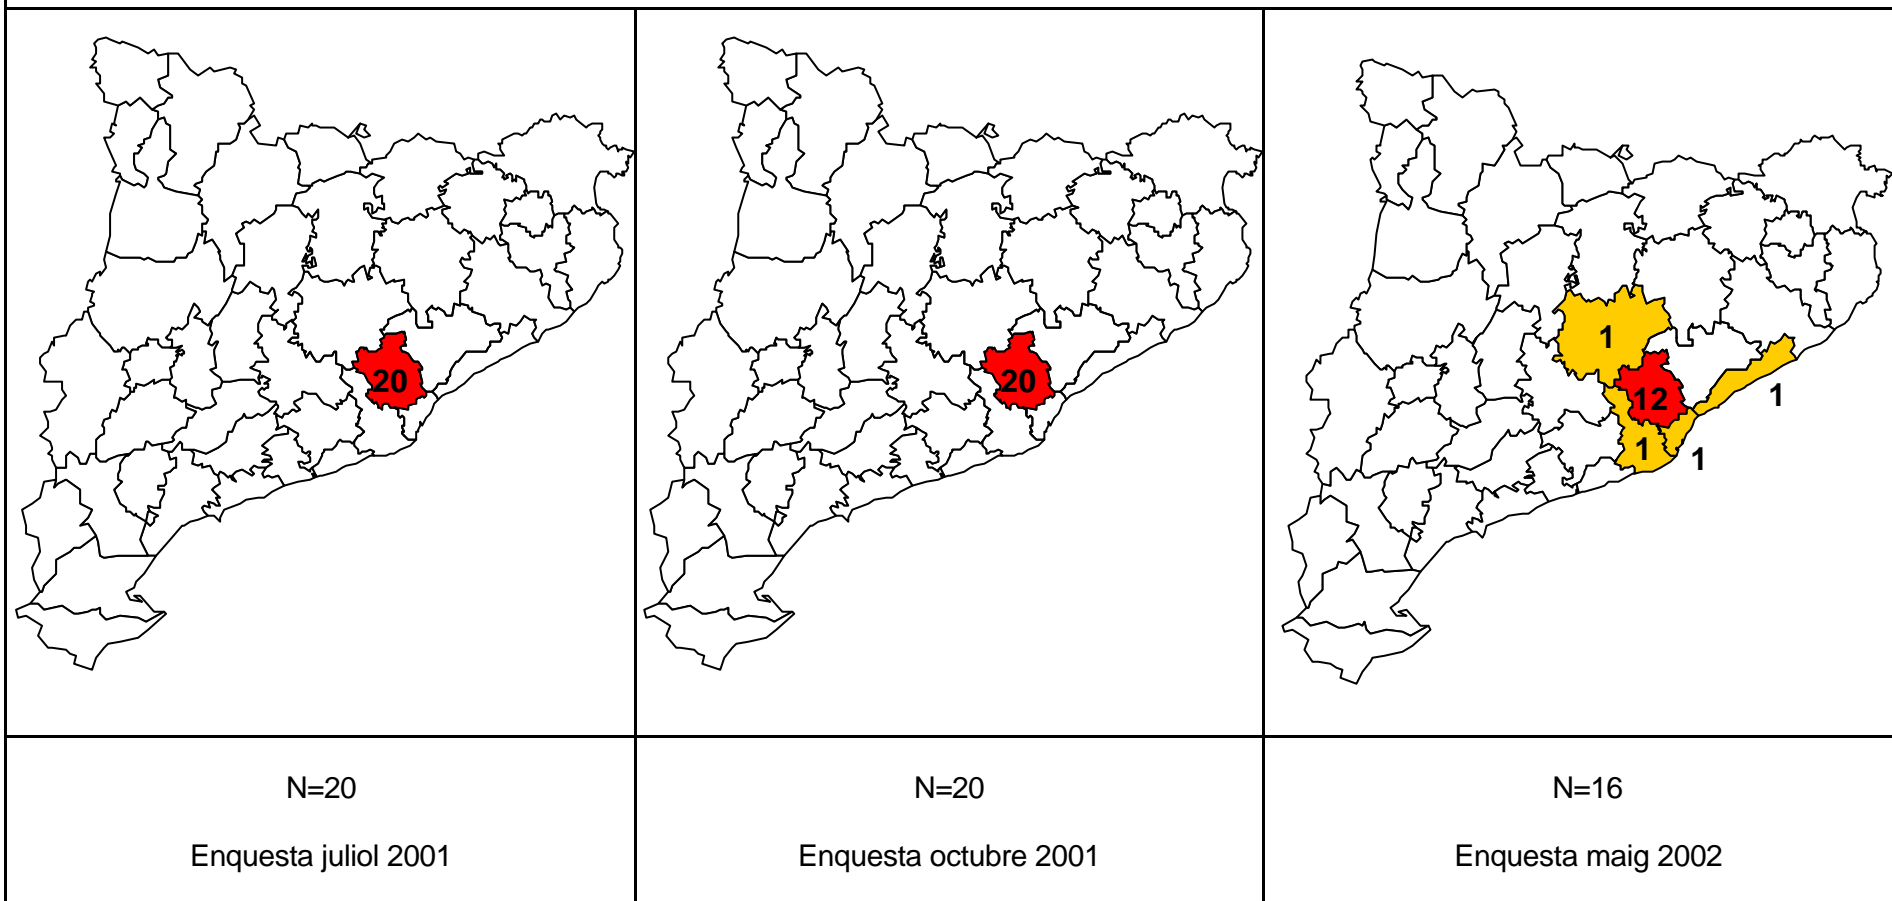 20
20
1
12
1
1
1
N=20
N=20
N=16
Enquesta juliol 2001
Enquesta octubre 2001
Enquesta maig 2002